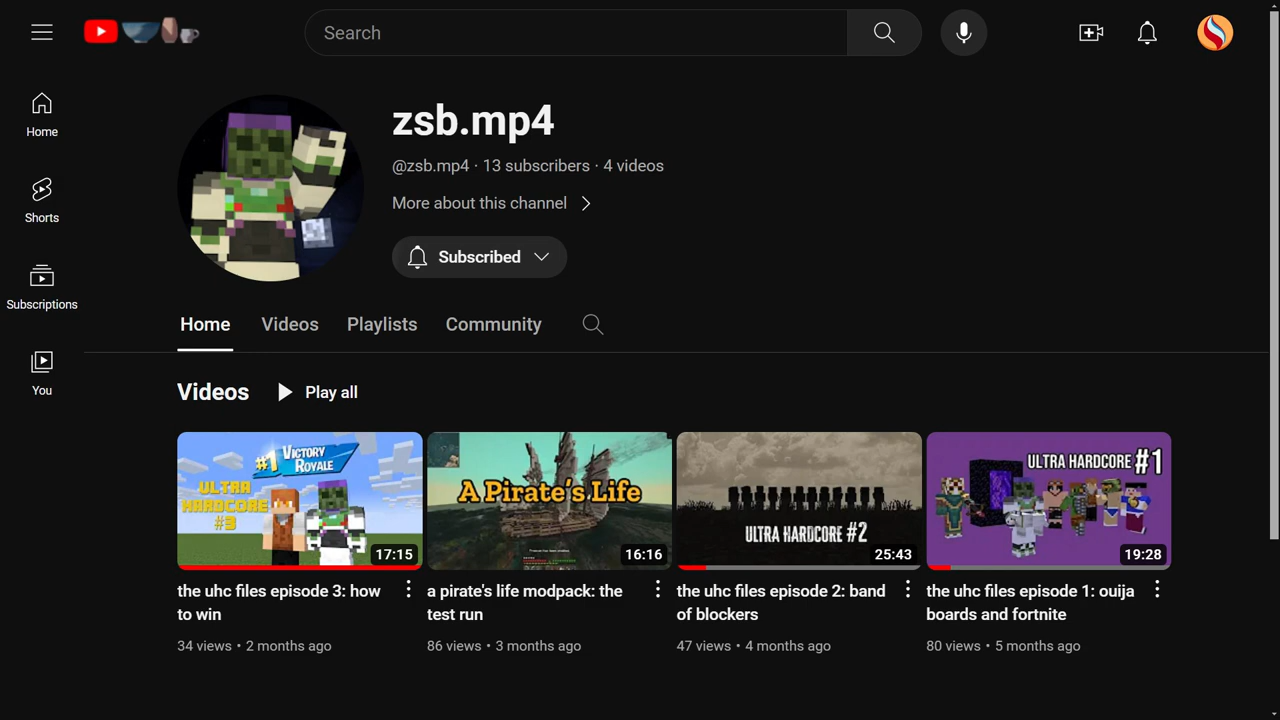 Search
Home
Shorts
Subscriptions
You
zsb.mp4
@zsb.mp4 · 13 subscribers · 4 videos
More about this channel
Subscribed
Home Videos Playlists Community
Videos Play all
#1 VICTORY ROYALE
ULTRA HARDCORE #3
17:15
the uhc files episode 3: how
to win
34 views • 2 months ago
A Pirate's Life
16:16
a pirate's life modpack: the
test run
86 views • 3 months ago
ULTRA HARDCORE #2
25:43
the uhc files episode 2: band
of blockers
47 views • 4 months ago
ULTRA HARDCORE #1
19:28
the uhc files episode 1: ouija
boards and fortnite
80 views • 5 months ago